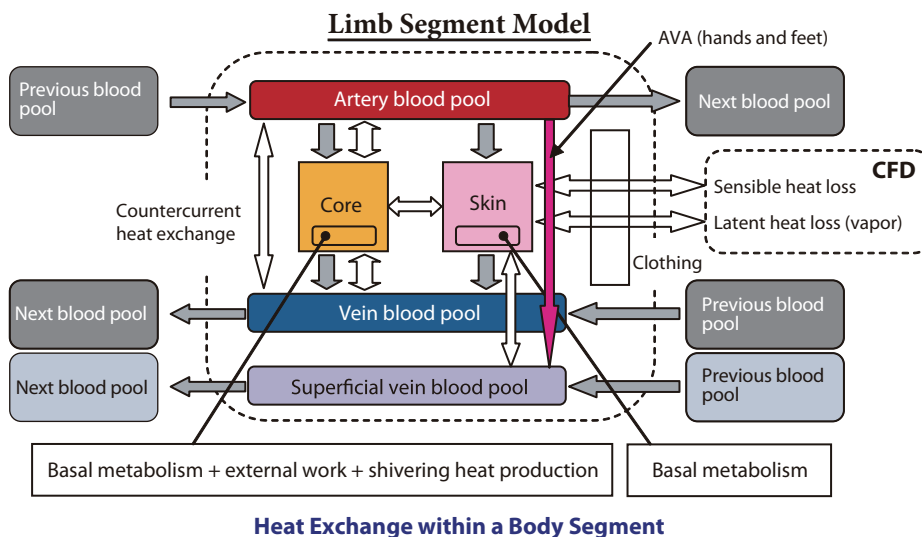 Limb Segment Model
AVA (hands and feet)
Previous blood
pool
Artery blood pool
Next blood pool
CFD
Core
Skin
Sensible heat loss
Countercurrent
heat exchange
Latent heat loss (vapor)
Clothing
Next blood pool
Vein blood pool
Previous blood
pool
Next blood pool
Superficial vein blood pool
Previous blood
pool
Basal metabolism + external work + shivering heat production
Basal metabolism
Heat Exchange within a Body Segment